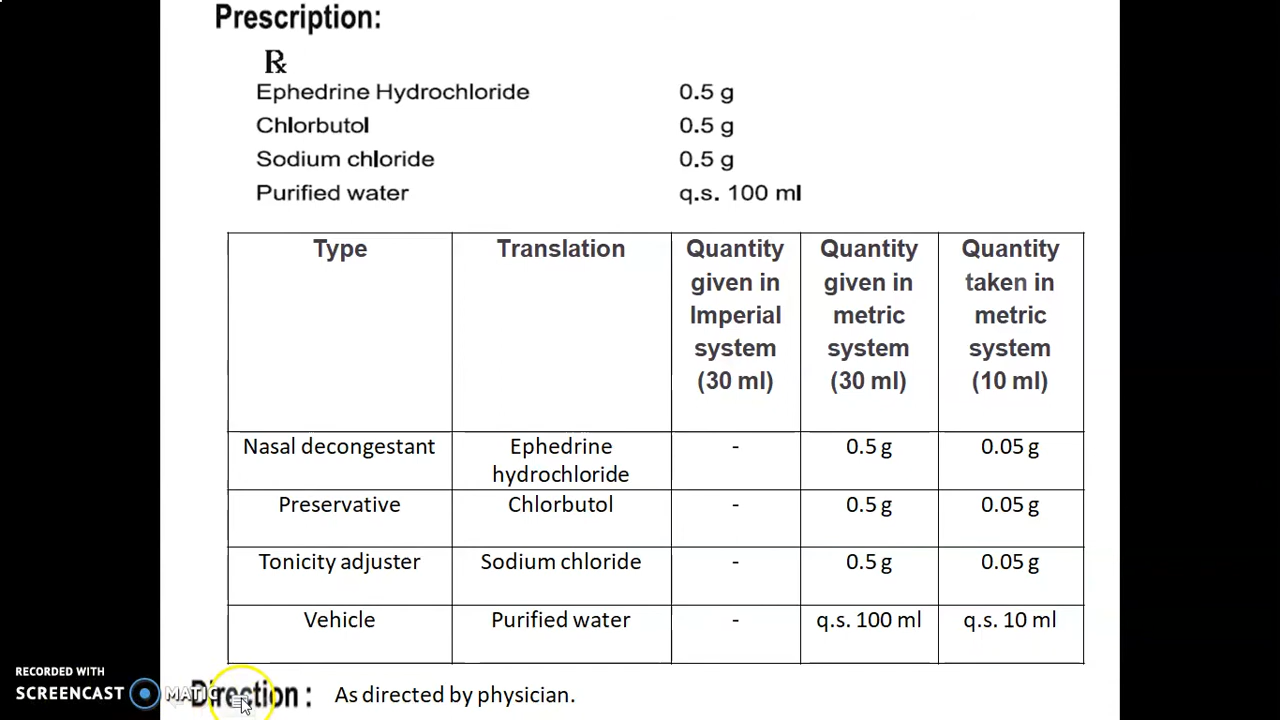 Prescription:
℞
Ephedrine Hydrochloride 0.5 g
Chlorbutol 0.5 g
Sodium chloride 0.5 g
Purified water q.s. 100 ml
Type Translation Quantity given in Imperial system (30 ml) Quantity given in metric system (30 ml) Quantity taken in metric system (10 ml)
Nasal decongestant Ephedrine hydrochloride - 0.5 g 0.05 g
Preservative Chlorbutol - 0.5 g 0.05 g
Tonicity adjuster Sodium chloride - 0.5 g 0.05 g
Vehicle Purified water - q.s. 100 ml q.s. 10 ml
Direction : As directed by physician.
RECORDED WITH
SCREENCAST MATIC